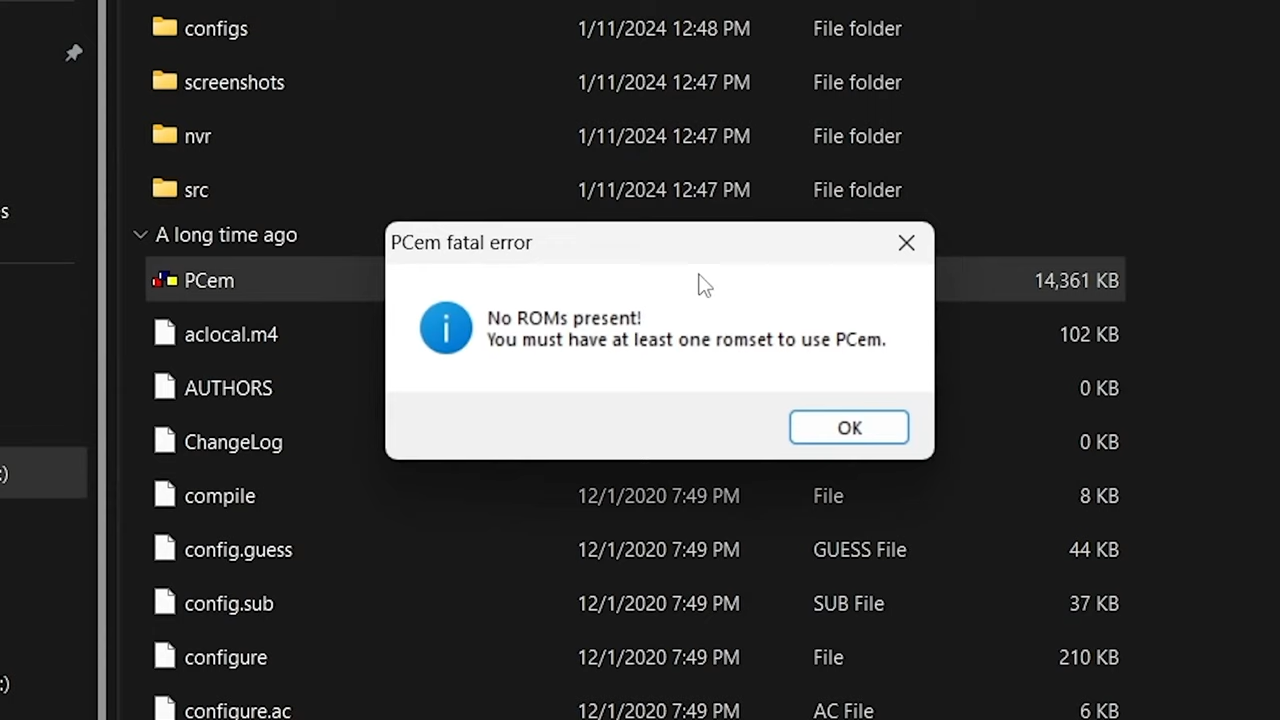 configs 1/11/2024 12:48 PM File folder
screenshots 1/11/2024 12:47 PM File folder
nvr 1/11/2024 12:47 PM File folder
src 1/11/2024 12:47 PM File folder
s
A long time ago
PCem fatal error
PCem 14,361 KB
No ROMs present!
You must have at least one romset to use PCem.
aclocal.m4 102 KB
AUTHORS 0 KB
OK
ChangeLog 0 KB
:)
compile 12/1/2020 7:49 PM File 8 KB
config.guess 12/1/2020 7:49 PM GUESS File 44 KB
config.sub 12/1/2020 7:49 PM SUB File 37 KB
configure 12/1/2020 7:49 PM File 210 KB
:)
configure.ac 12/1/2020 7:49 PM AC File 6 KB